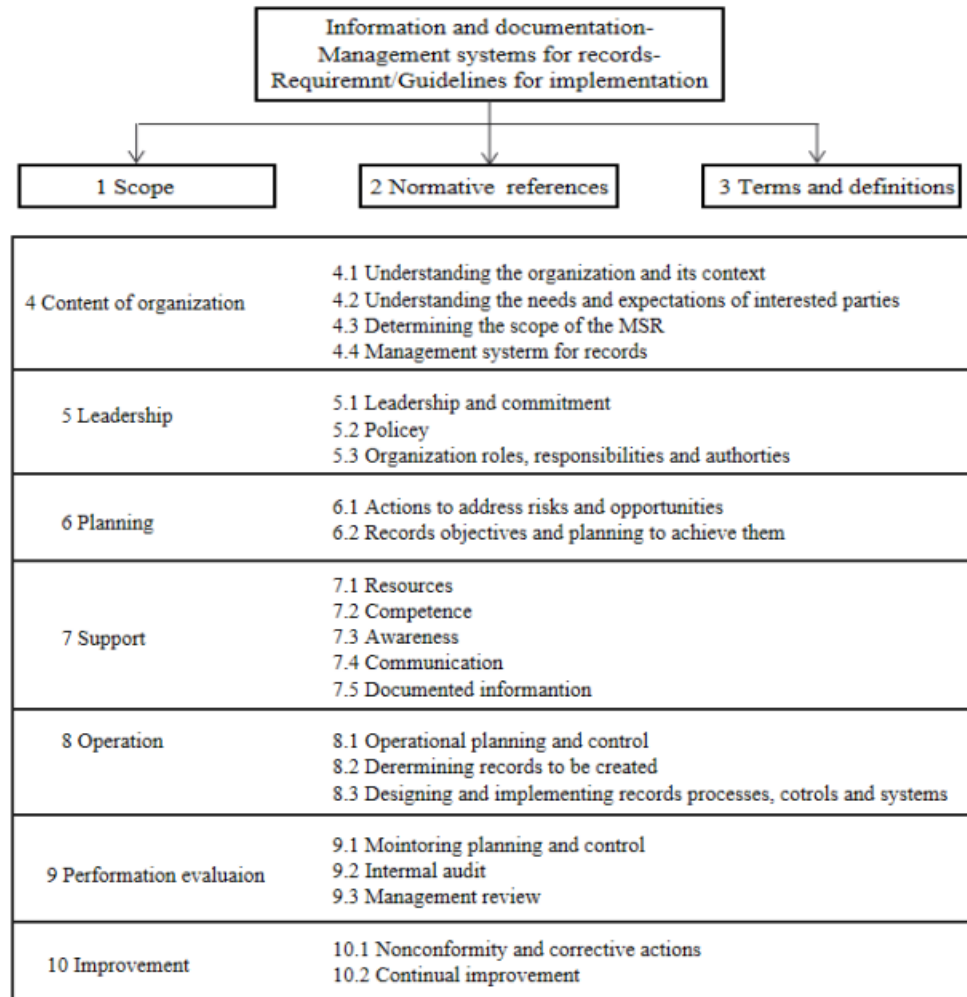 Information and documentation-
Management systems for records-
Requiremnt/Guidelines for implementation
1 Scope
2 Normative references
3 Terms and definitions
4 Content of organization
4.1 Understanding the organization and its context
4.2 Understanding the needs and expectations of interested parties
4.3 Determining the scope of the MSR
4.4 Management systerm for records
5 Leadership
5.1 Leadership and commitment
5.2 Policey
5.3 Organization roles, responsibilities and authorties
6 Planning
6.1 Actions to address risks and opportunities
6.2 Records objectives and planning to achieve them
7 Support
7.1 Resources
7.2 Competence
7.3 Awareness
7.4 Communication
7.5 Documented informantion
8 Operation
8.1 Operational planning and control
8.2 Derermining records to be created
8.3 Designing and implementing records processes, cotrols and systems
9 Performation evaluaion
9.1 Mointoring planning and control
9.2 Intermal audit
9.3 Management review
10 Improvement
10.1 Nonconformity and corrective actions
10.2 Continual improvement